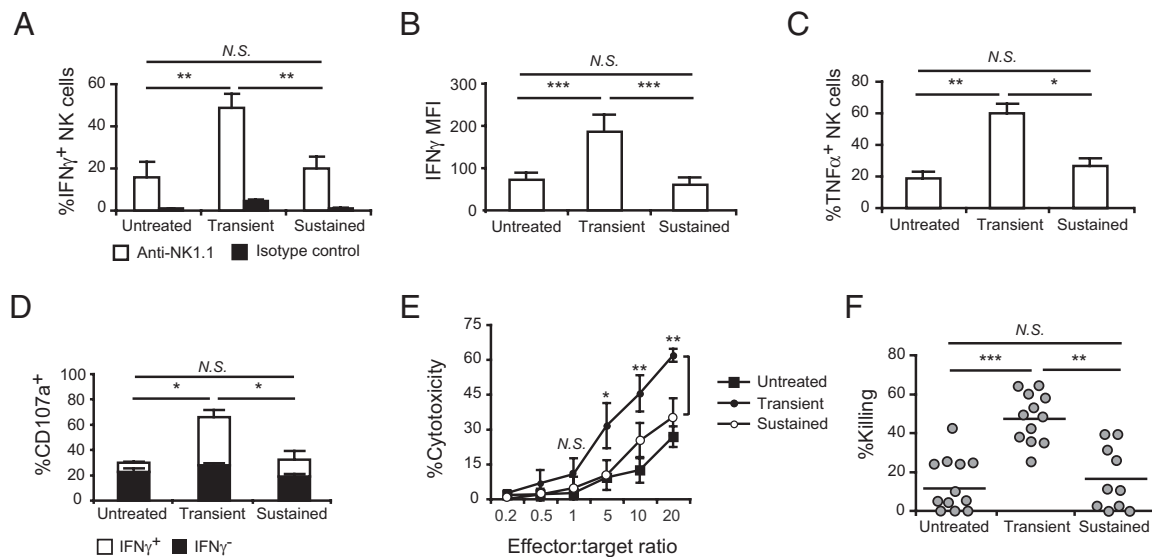 A
N.S.
**
**
%IFNγ+ NK cells
60
40
20
0
Untreated Transient Sustained
Anti-NK1.1 Isotype control
B
N.S.
***
***
IFNγ MFI
300
200
100
0
Untreated Transient Sustained
C
N.S.
**
*
%TNFα+ NK cells
80
60
40
20
0
Untreated Transient Sustained
D
N.S.
*
*
%CD107a+
100
80
60
40
20
0
Untreated Transient Sustained
IFNγ+ IFNγ-
E
%Cytotoxicity
75
60
45
30
15
0
N.S.
*
**
**
0.2 0.5 1 5 10 20
Effector:target ratio
Untreated
Transient
Sustained
F
N.S.
***
**
%Killing
80
60
40
20
0
Untreated Transient Sustained